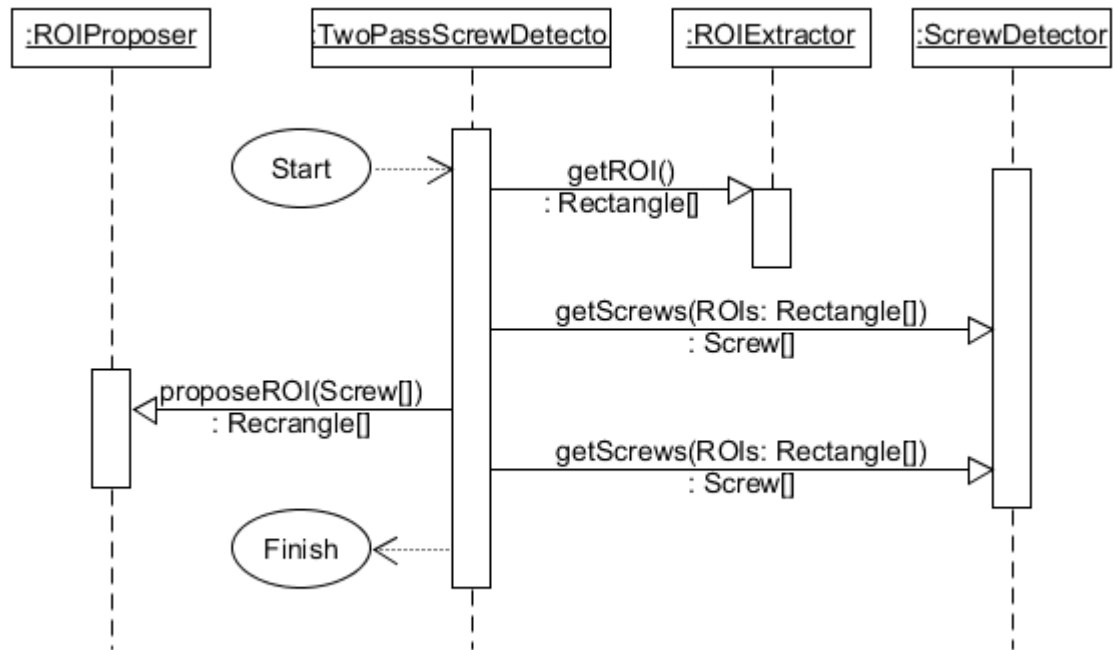 :ROIProposer
:TwoPassScrewDetecto
:ROIExtractor
:ScrewDetector
Start
getROI()
: Rectangle[]
getScrews(ROIs: Rectangle[])
: Screw[]
proposeROI(Screw[])
: Recrangle[]
getScrews(ROIs: Rectangle[])
: Screw[]
Finish